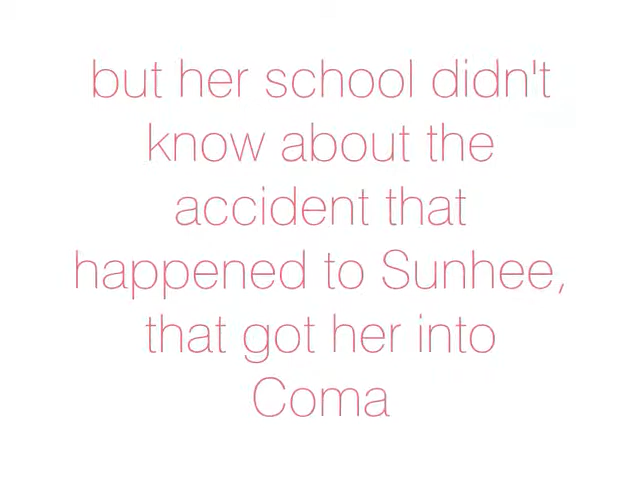 but her school didn't
know about the
accident that
happened to Sunhee,
that got her into
Coma